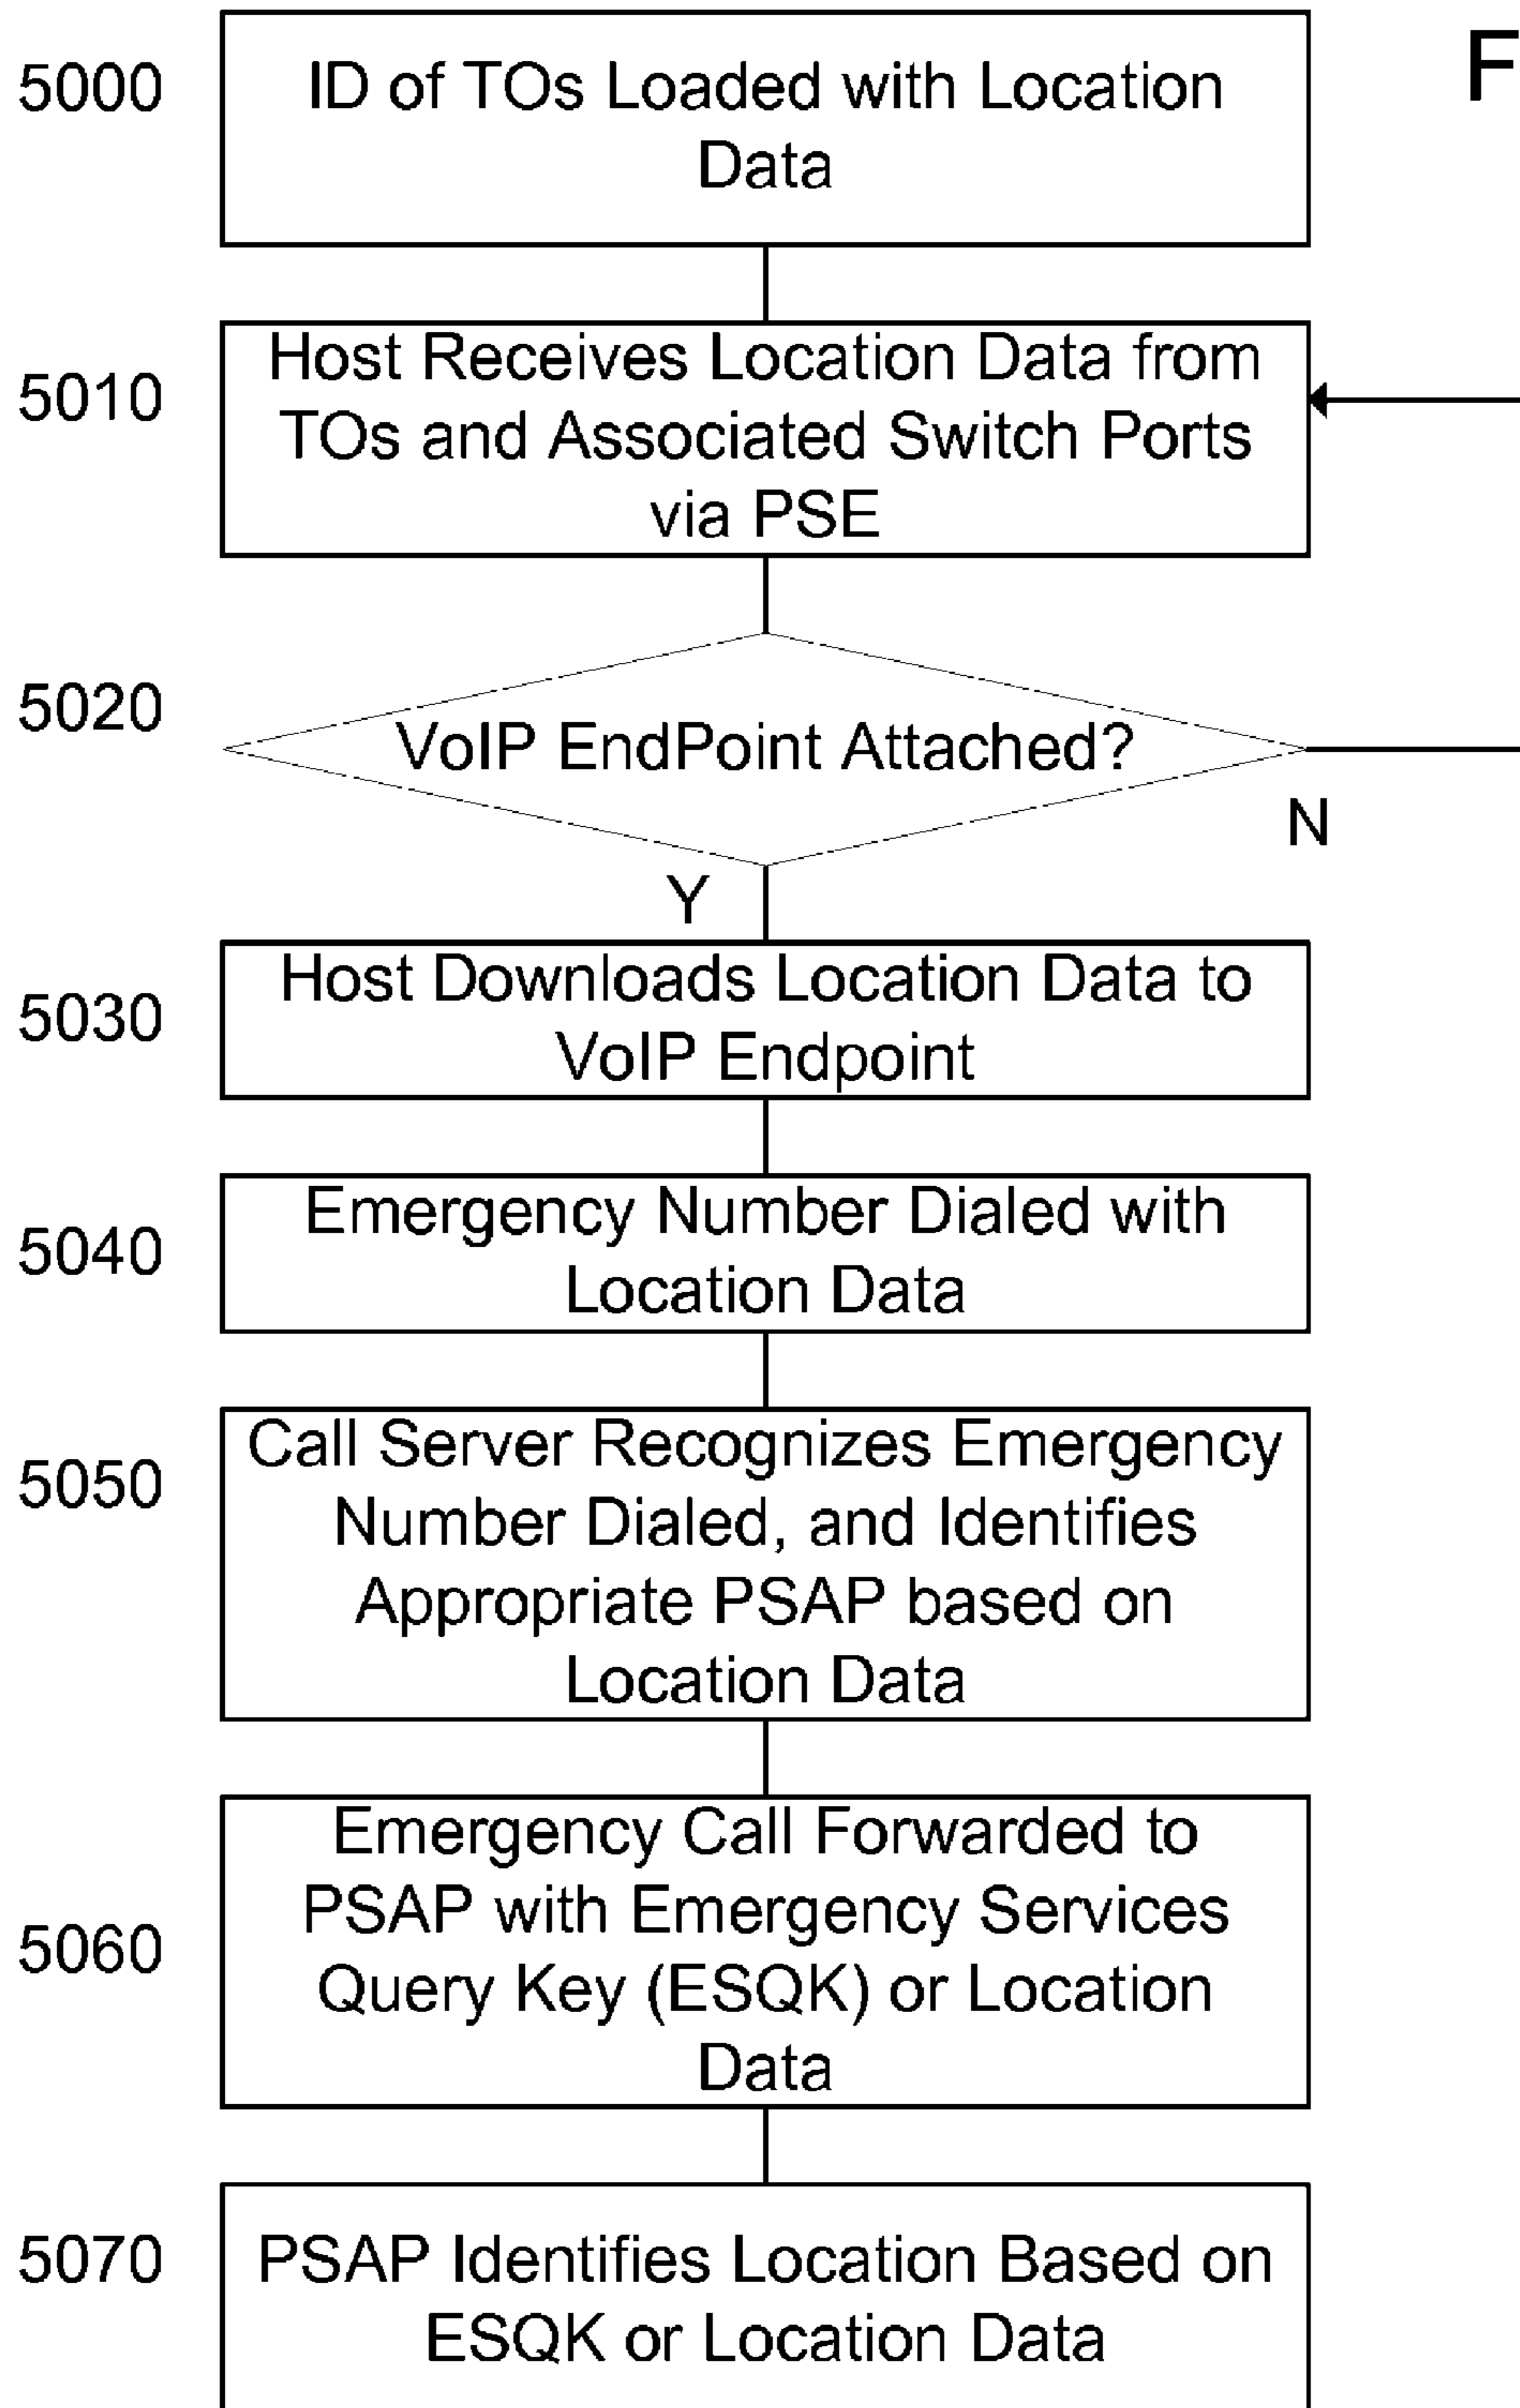 5000
ID of TOs Loaded with Location
Data
F
5010
Host Receives Location Data from
TOs and Associated Switch Ports
via PSE
5020
VoIP EndPoint Attached?
N
Y
5030
Host Downloads Location Data to
VoIP Endpoint
5040
Emergency Number Dialed with
Location Data
5050
Call Server Recognizes Emergency
Number Dialed, and Identifies
Appropriate PSAP based on
Location Data
5060
Emergency Call Forwarded to
PSAP with Emergency Services
Query Key (ESQK) or Location
Data
5070
PSAP Identifies Location Based on
ESQK or Location Data